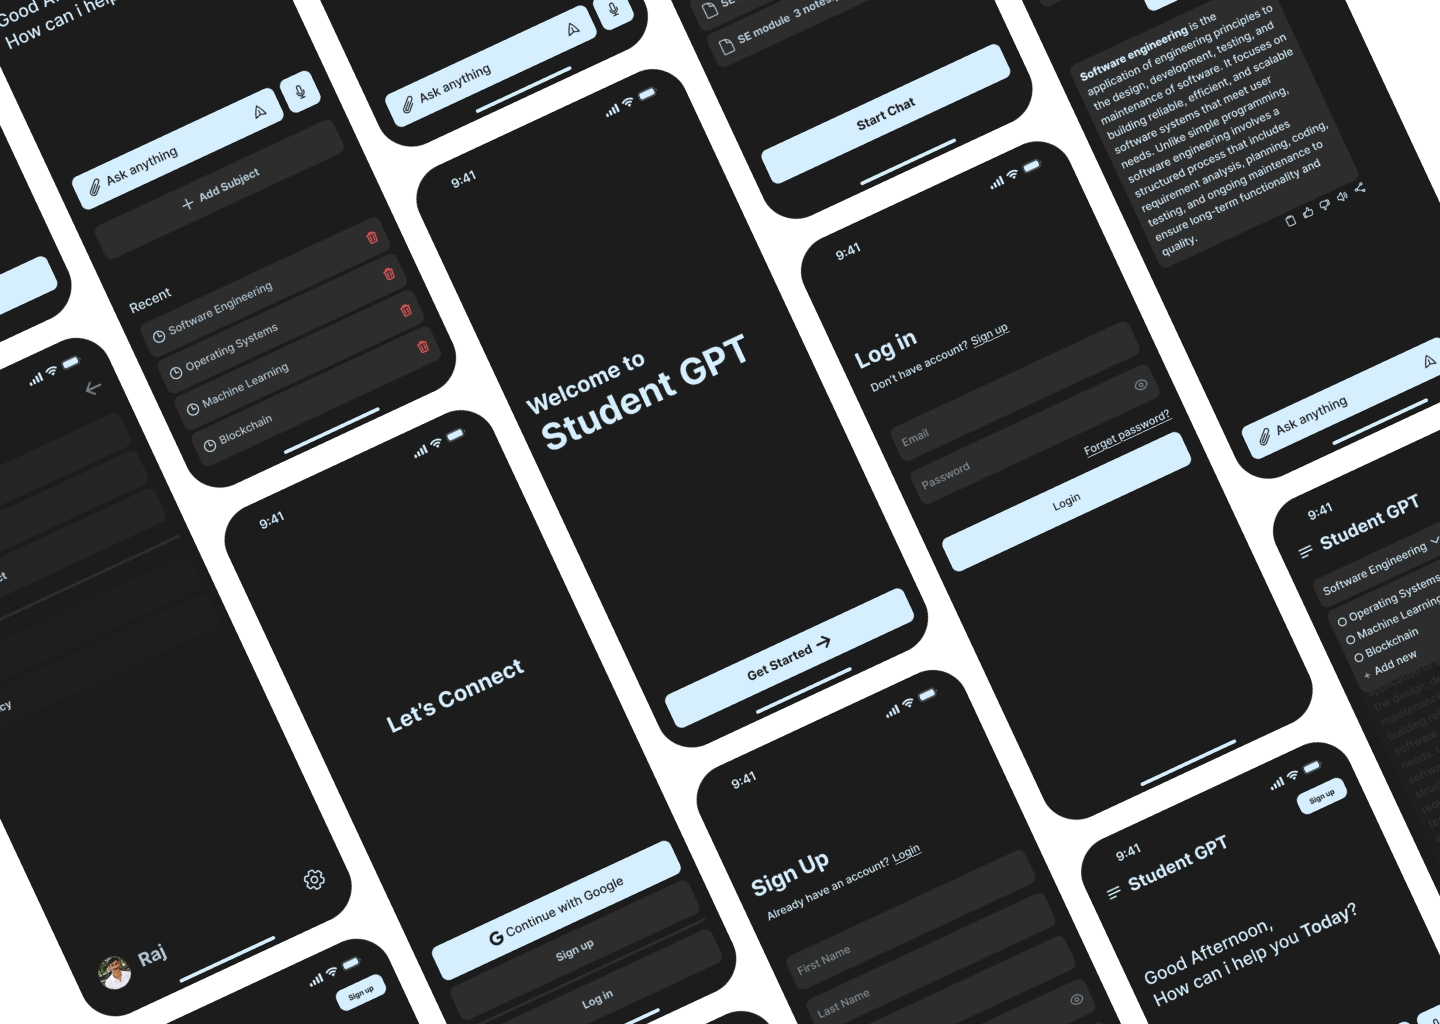 Good A
How can i help
Ask anything
Add Subject
Recent
Software Engineering
Operating Systems
Machine Learning
Blockchain
Raj
Sign up
Ask anything
9:41
Let's Connect
Continue with Google
Sign up
Log in
9:41
Welcome to
Student GPT
Get Started
SE module 3 notes
Start Chat
9:41
Log in
Don't have account? Sign up
Email
Password
Forget password?
Login
9:41
Sign Up
Already have an account? Login
First Name
Last Name
Software engineering is the
application of engineering principles to
the design, development, testing, and
maintenance of software. It focuses on
building reliable, efficient, and scalable
software systems that meet user
needs. Unlike simple programming,
software engineering involves a
structured process that includes
requirement analysis, planning, coding,
testing, and ongoing maintenance to
ensure long-term functionality and
quality.
Ask anything
9:41
Student GPT
Software Engineering
Operating Systems
Machine Learning
Blockchain
+ Add new
9:41
Sign up
Student GPT
Good Afternoon,
How can i help you Today?